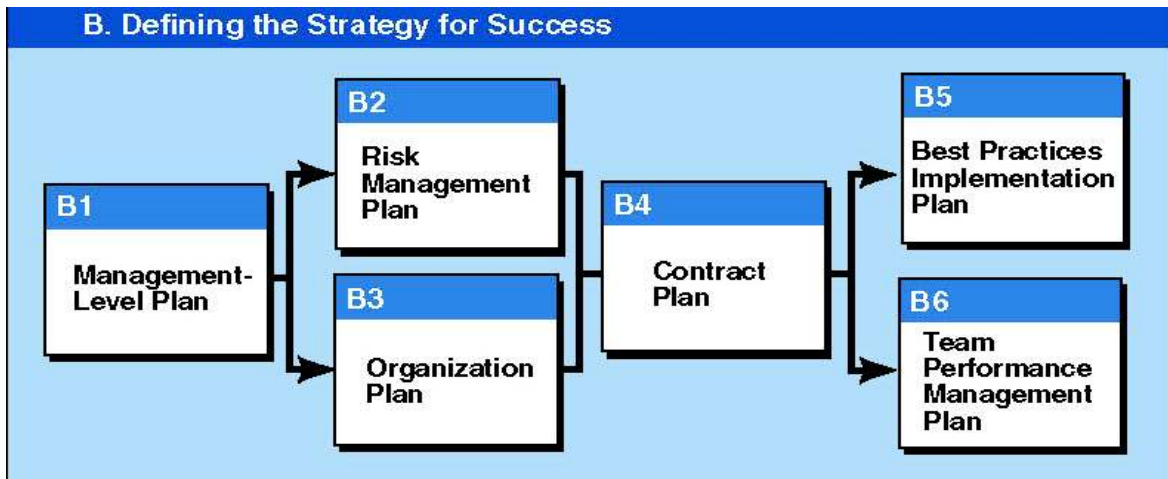 B. Defining the Strategy for Success
B1
Management-
Level Plan
B2
Risk
Management
Plan
B3
Organization
Plan
B4
Contract
Plan
B5
Best Practices
Implementation
Plan
B6
Team
Performance
Management
Plan